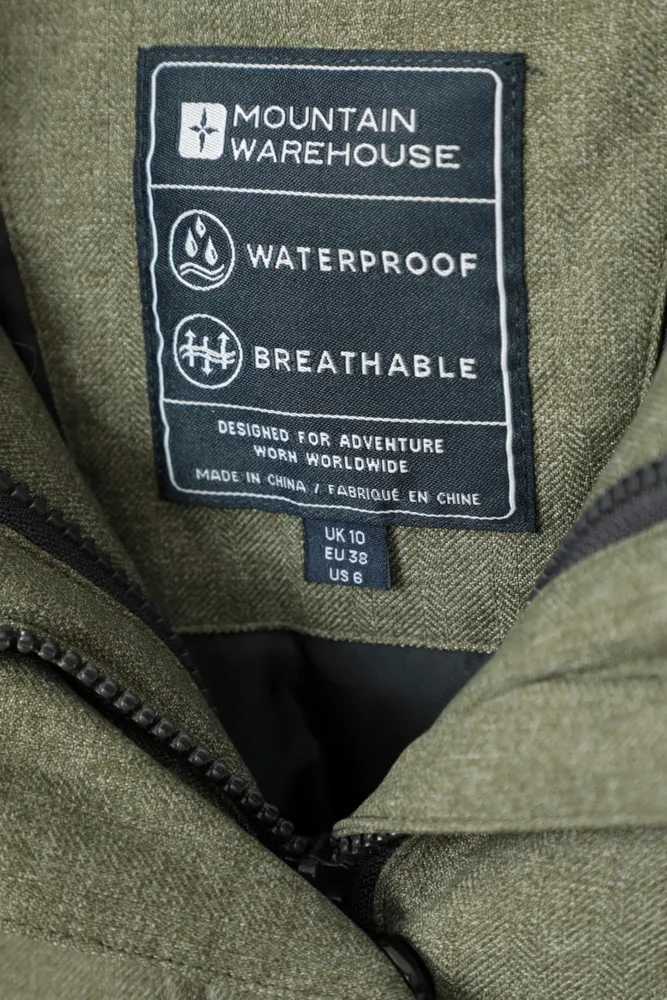 MOUNTAIN
WAREHOUSE
WATERPROOF
BREATHABLE
DESIGNED FOR ADVENTURE
WORN WORLDWIDE
MADE IN CHINA / FABRIQUÉ EN CHINE
UK 10
EU 38
US 6